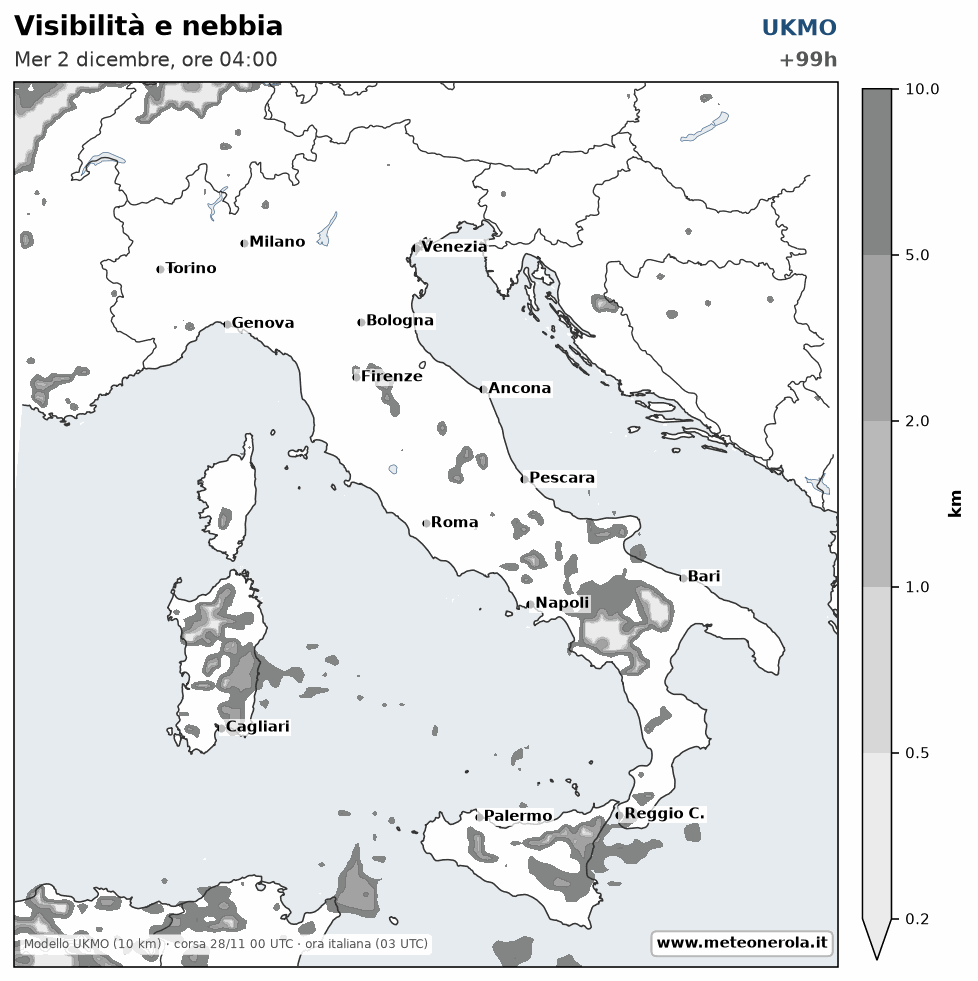 Visibilità e nebbia
UKMO
Mer 2 dicembre, ore 04:00
+99h
10.0
5.0
2.0
1.0
0.5
0.2
km
Milano
Venezia
Torino
Genova
Bologna
Firenze
Ancona
Pescara
Roma
Bari
Napoli
Cagliari
Palermo
Reggio C.
Modello UKMO (10 km) · corsa 28/11 00 UTC · ora italiana (03 UTC)
www.meteonerola.it